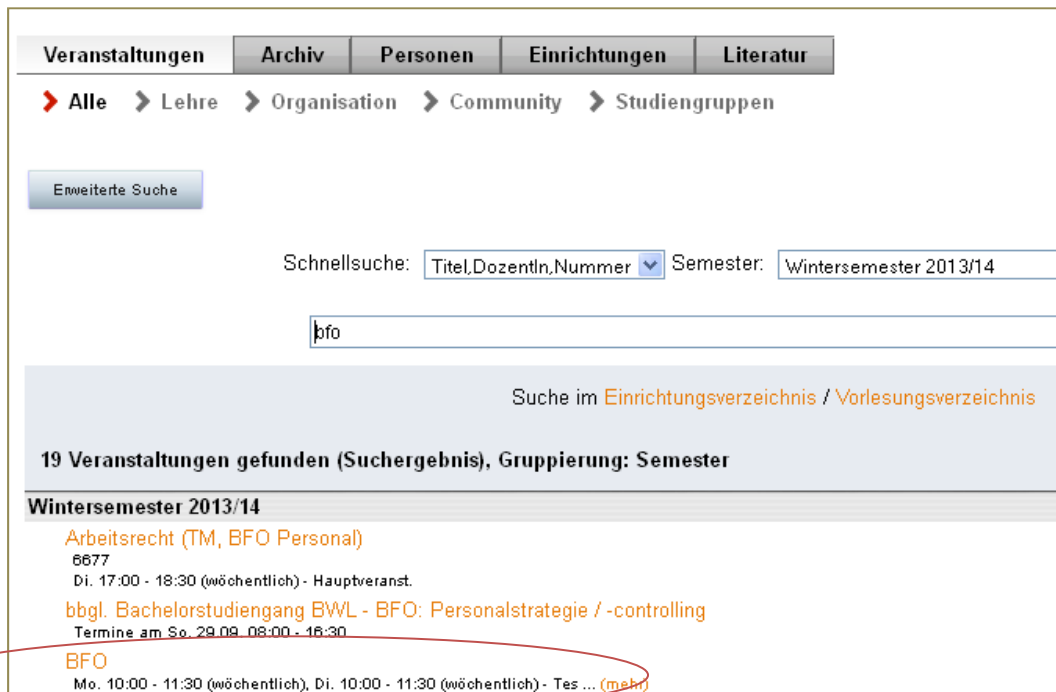 Veranstaltungen Archiv Personen Einrichtungen Literatur
Alle Lehre Organisation Community Studiengruppen
Erweiterte Suche
Schnellsuche: Titel,DozentIn,Nummer Semester: Wintersemester 2013/14
bfo
Suche im Einrichtungsverzeichnis / Vorlesungsverzeichnis
19 Veranstaltungen gefunden (Suchergebnis), Gruppierung: Semester
Wintersemester 2013/14
Arbeitsrecht (TM, BFO Personal)
6677
Di. 17:00 - 18:30 (wöchentlich) - Hauptveranst.
bbgl. Bachelorstudiengang BWL - BFO: Personalstrategie / -controlling
Termine am So. 29.09. 08:00 - 16:30
BFO
Mo. 10:00 - 11:30 (wöchentlich), Di. 10:00 - 11:30 (wöchentlich) - Tes ... (mehr)